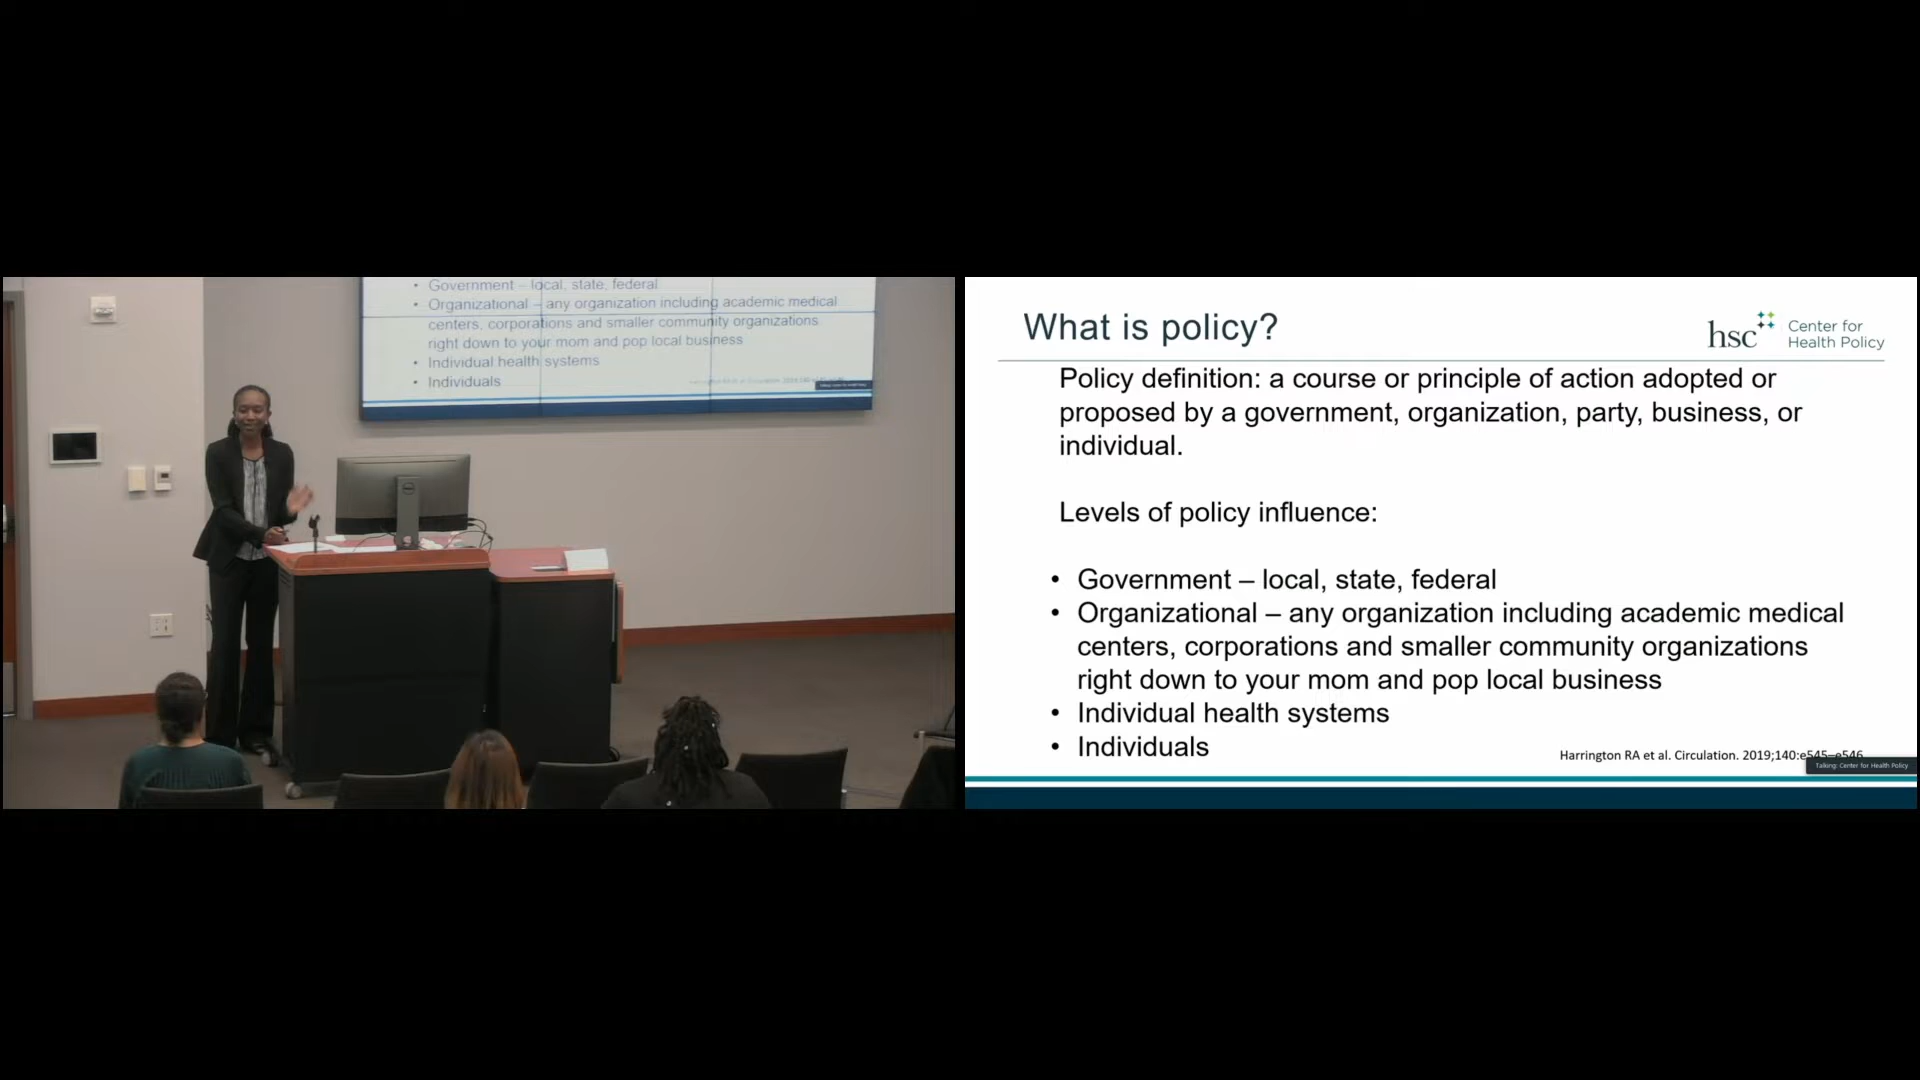 Government – local, state, federal
• Organizational – any organization including academic medical
centers, corporations and smaller community organizations
right down to your mom and pop local business
• Individual health systems
• Individuals
What is policy?
hsc Center for
Health Policy
Policy definition: a course or principle of action adopted or
proposed by a government, organization, party, business, or
individual.
Levels of policy influence:
• Government – local, state, federal
• Organizational – any organization including academic medical
centers, corporations and smaller community organizations
right down to your mom and pop local business
• Individual health systems
• Individuals
Harrington RA et al. Circulation. 2019;140:e545–e546
Talking: Center for Health Policy